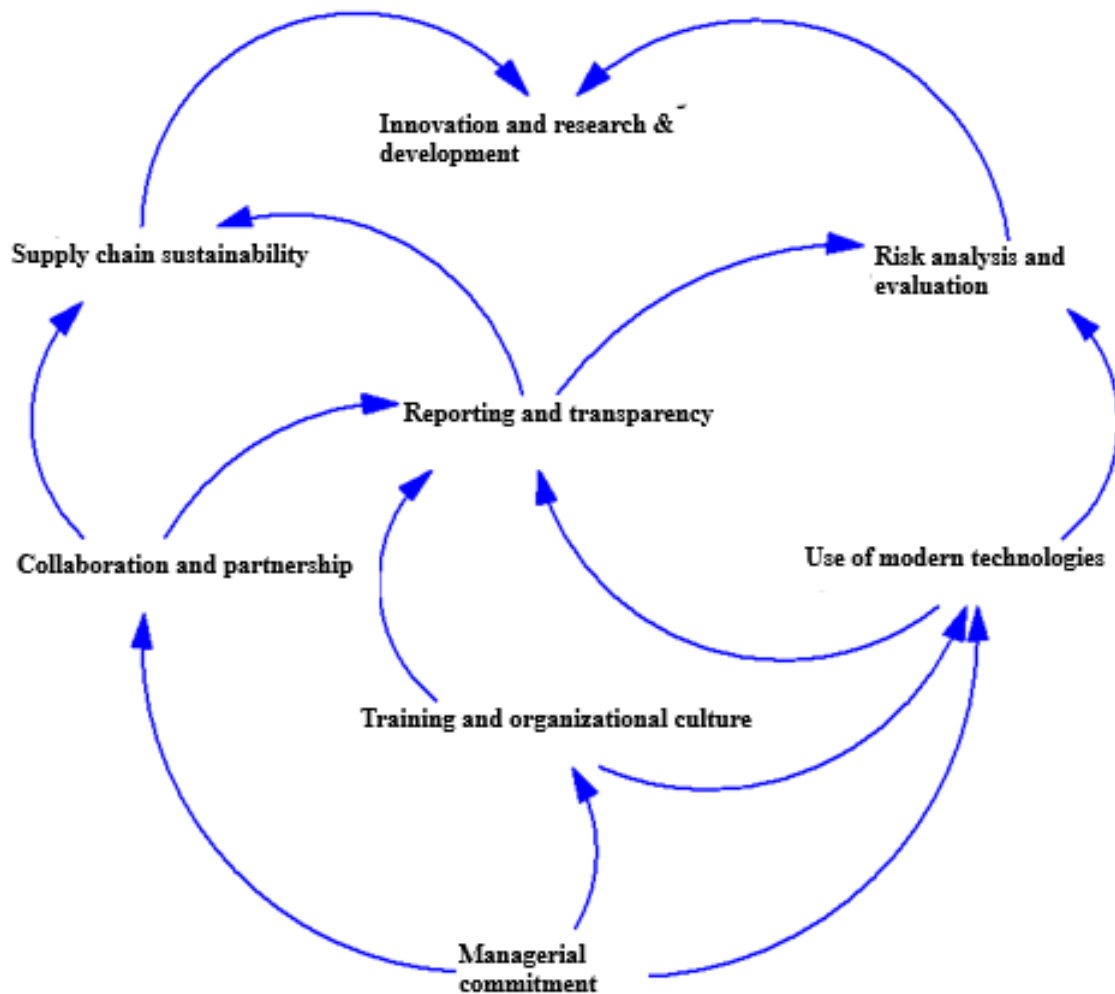 Innovation and research &
development
Supply chain sustainability
Risk analysis and
evaluation
Reporting and transparency
Collaboration and partnership
Use of modern technologies
Training and organizational culture
Managerial
commitment